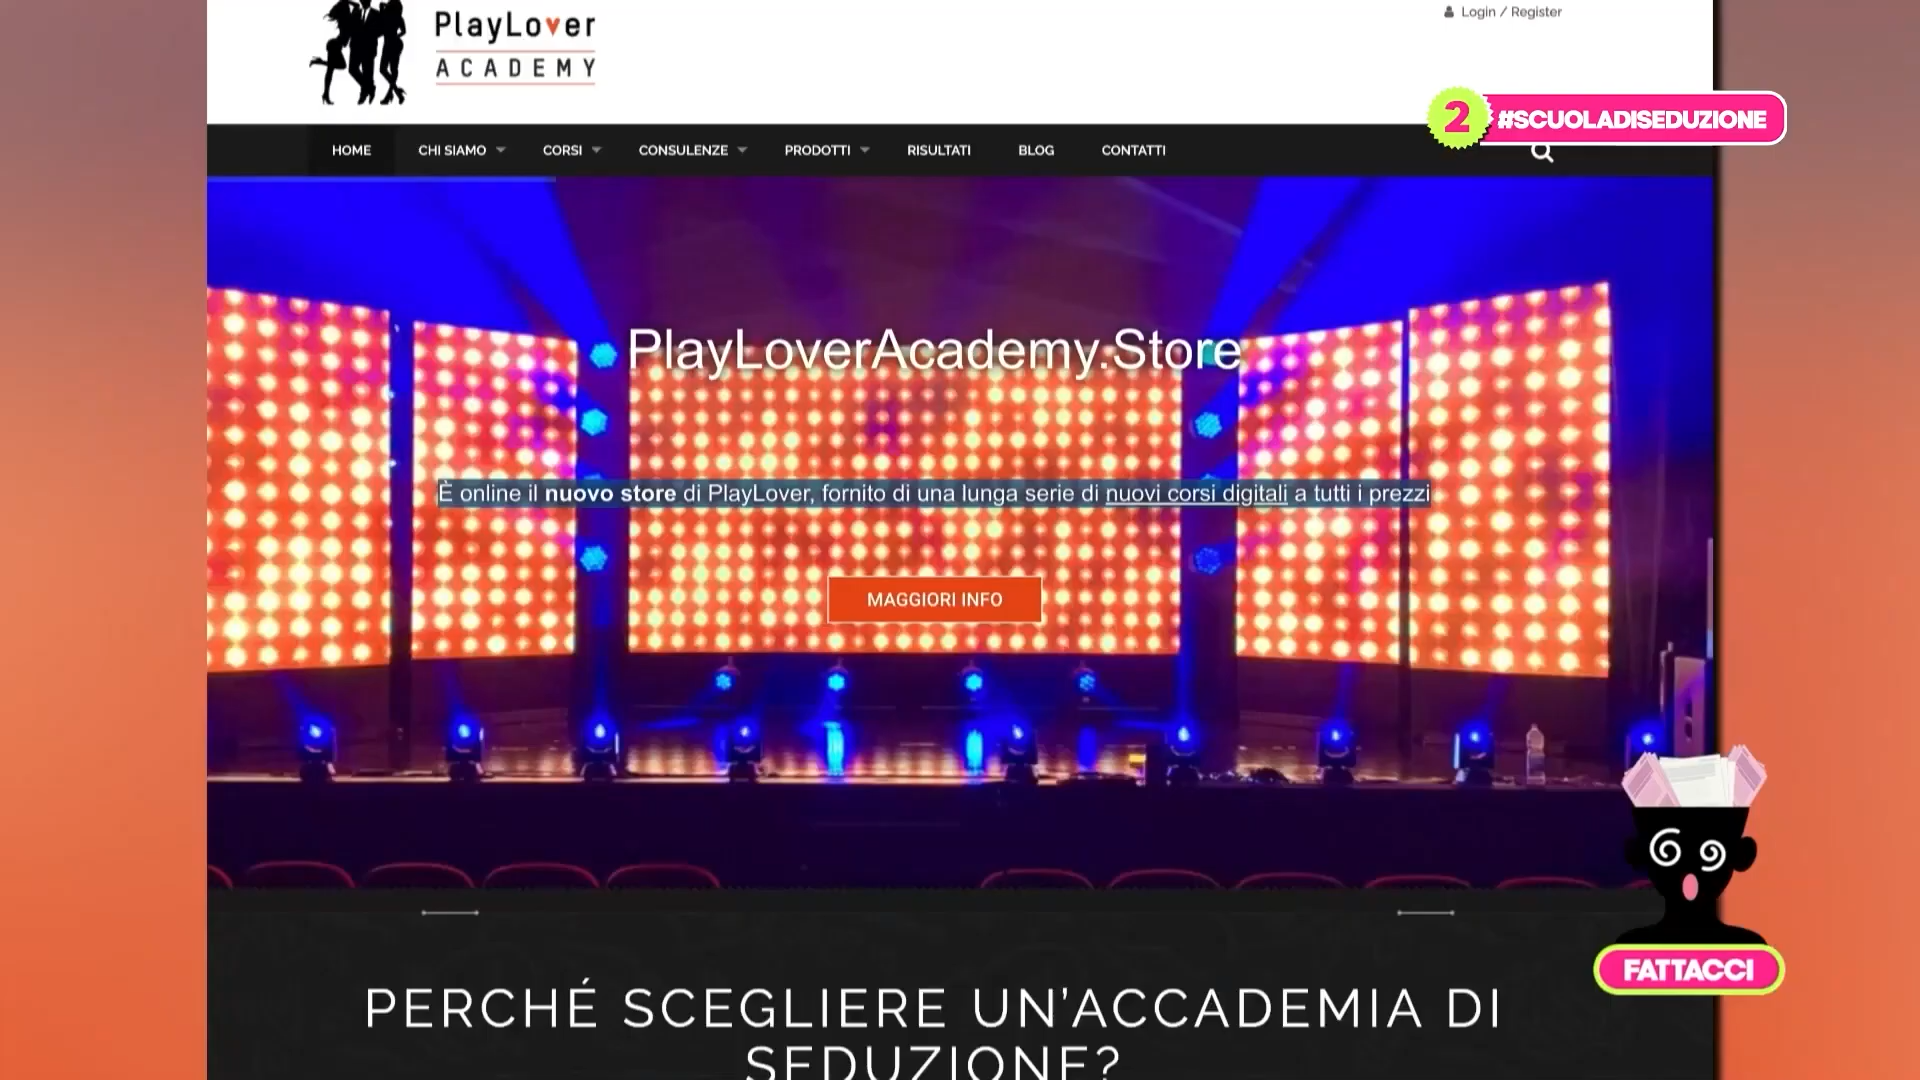 PlayLover
ACADEMY
Login / Register
2 #SCUOLADISEDUZIONE
HOME CHI SIAMO CORSI CONSULENZE PRODOTTI RISULTATI BLOG CONTATTI
PlayLoverAcademy.Store
È online il nuovo store di PlayLover, fornito di una lunga serie di nuovi corsi digitali a tutti i prezzi
MAGGIORI INFO
FATTACCI
PERCHÉ SCEGLIERE UN'ACCADEMIA DI
SEDUZIONE?